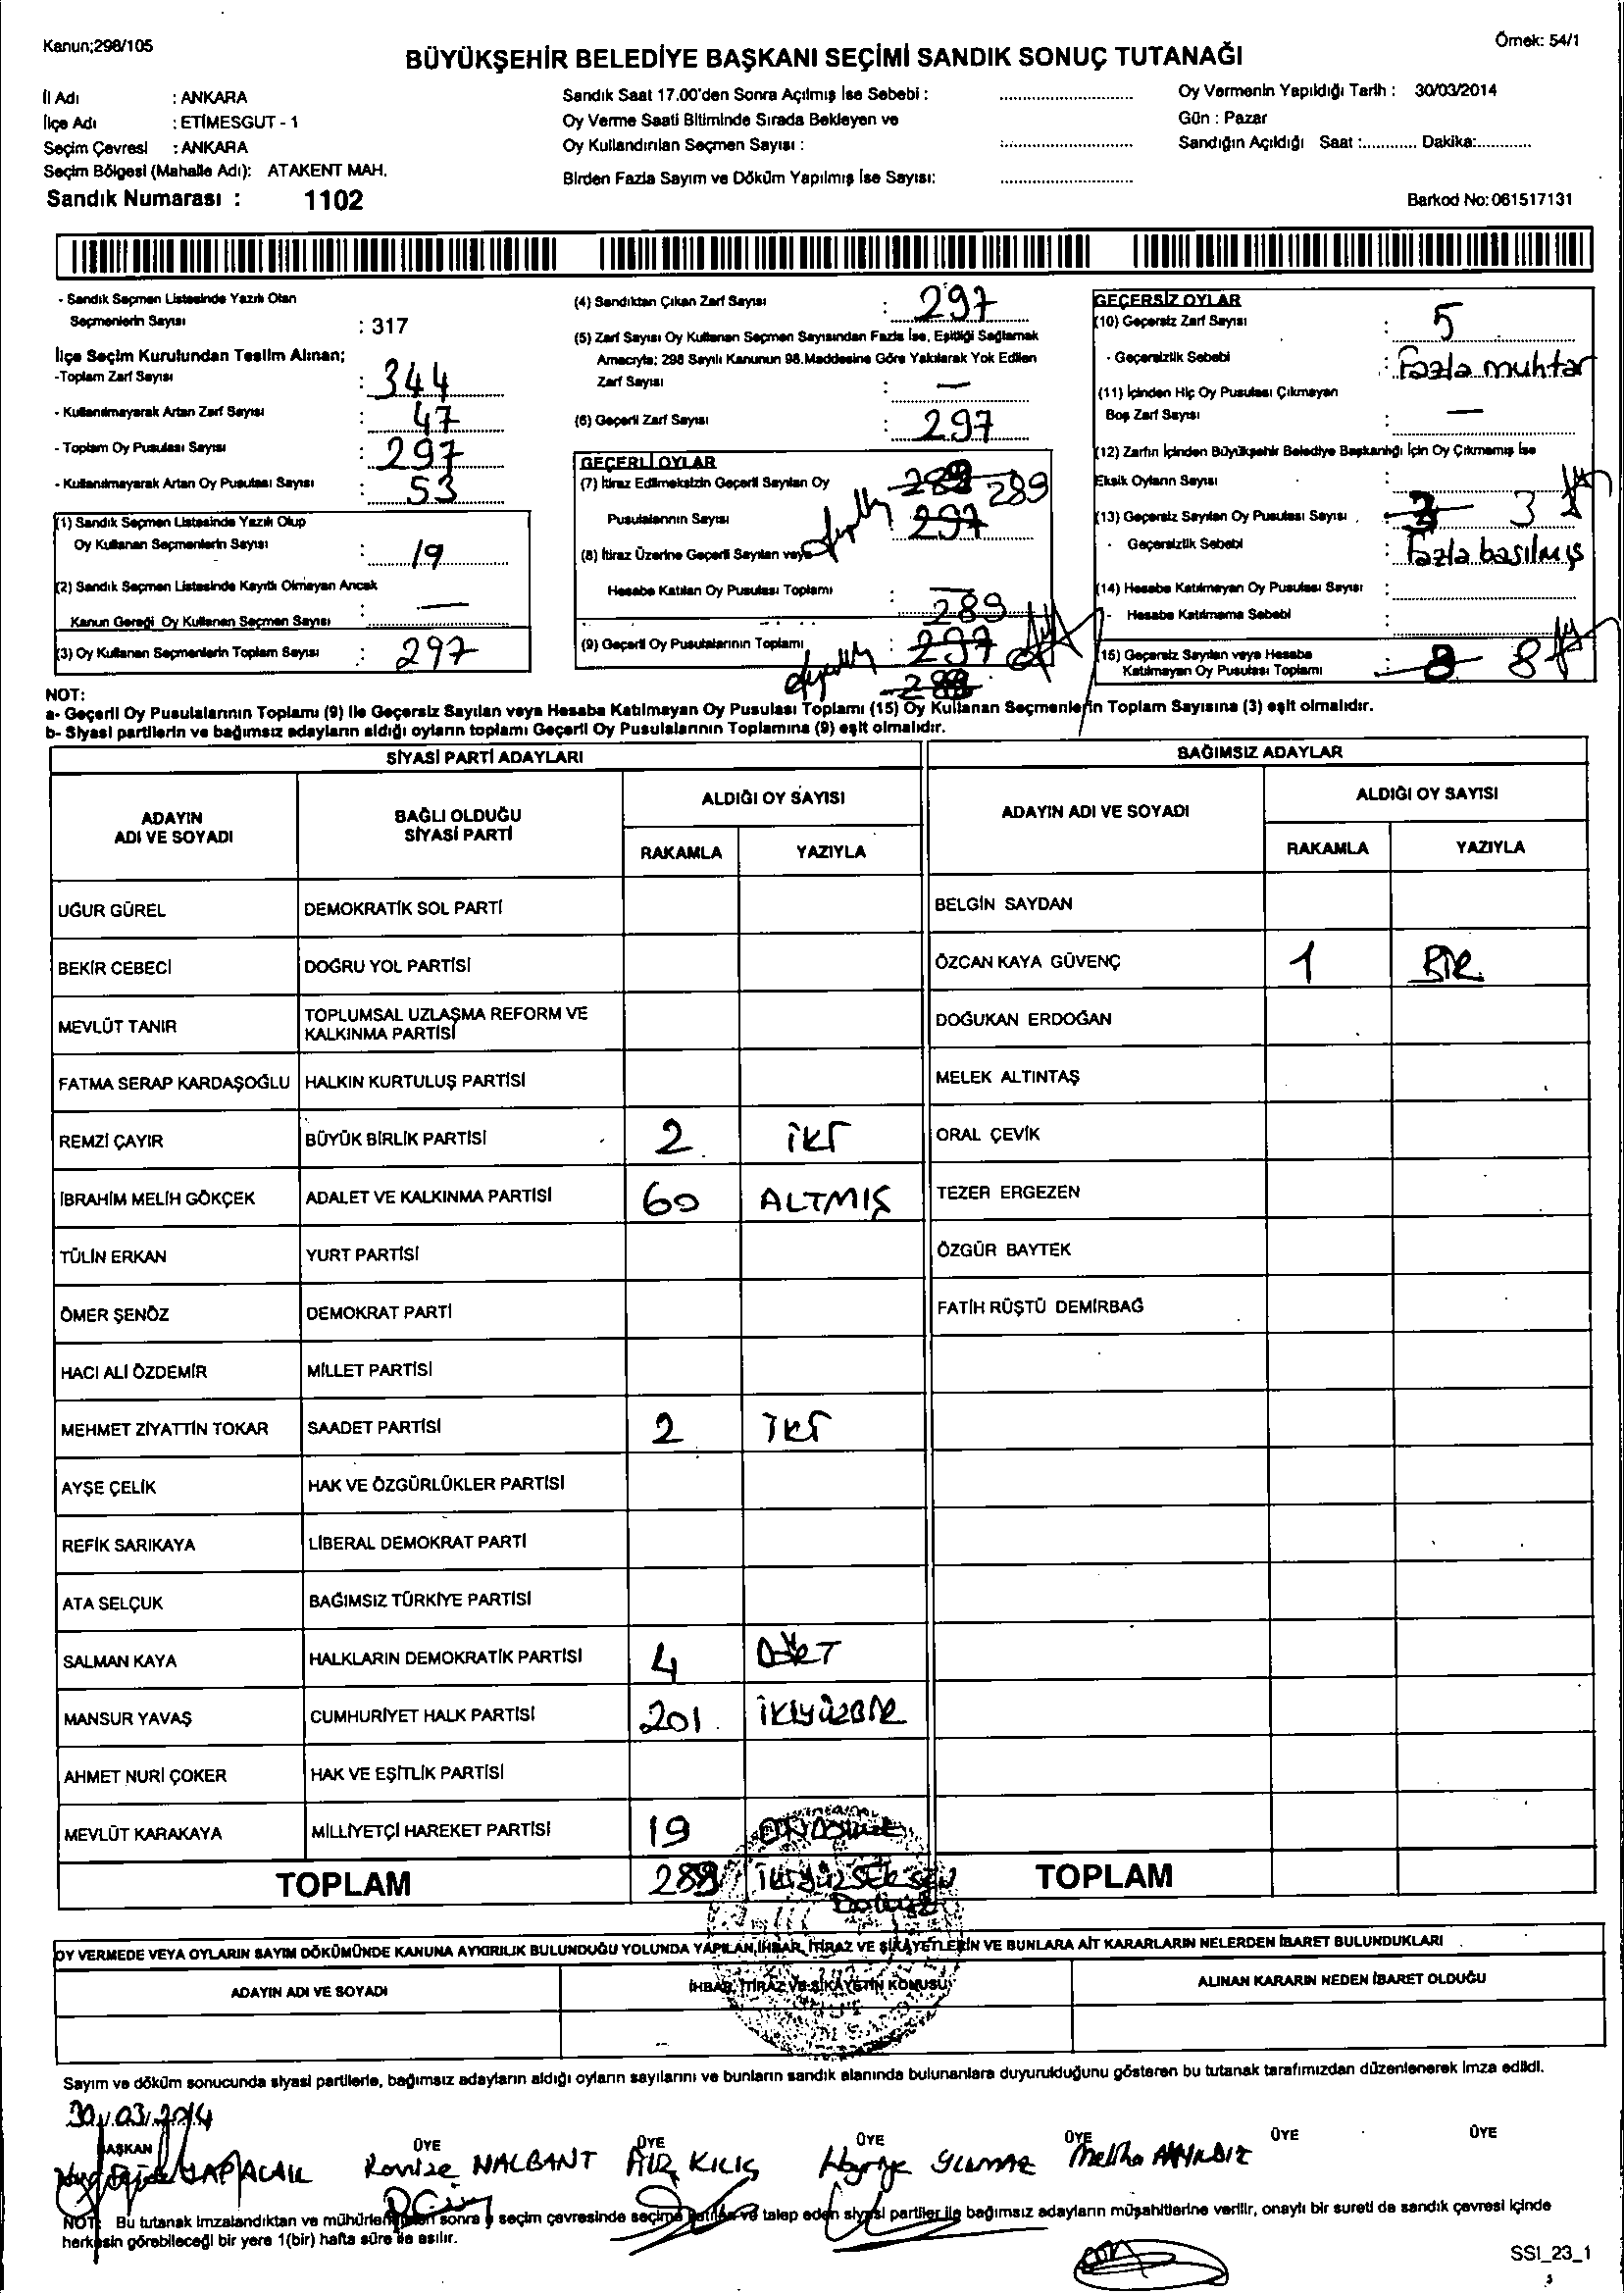 Kanun;298/105
Örnek: 54/1
BÜYÜKŞEHİR BELEDİYE BAŞKANI SEÇİMİ SANDIK SONUÇ TUTANAĞI
İl Adı : ANKARA
İlçe Adı : ETİMESGUT - 1
Seçim Çevresi : ANKARA
Seçim Bölgesi (Mahalle Adı): ATAKENT MAH.
Sandık Numarası : 1102
Sandık Saat 17.00'den Sonra Açılmış İse Sebebi :
Oy Verme Saati Bitiminde Sırada Bekleyen ve
Oy Kullandırılan Seçmen Sayısı :
Birden Fazla Sayım ve Döküm Yapılmış İse Sayısı:
Oy Vermenin Yapıldığı Tarih : 30/03/2014
Gün : Pazar
Sandığın Açıldığı Saat :............ Dakika:............
Barkod No: 061517131
- Sandık Seçmen Listesinde Yazılı Olan
Seçmenlerin Sayısı : 317
İlçe Seçim Kurulundan Teslim Alınan;
-Toplam Zarf Sayısı : 344
- Kullanılmayarak Artan Zarf Sayısı : 47
- Toplam Oy Pusulası Sayısı : 297
- Kullanılmayarak Artan Oy Pusulası Sayısı : 53
(1) Sandık Seçmen Listesinde Yazılı Olup
Oy Kullanan Seçmenlerin Sayısı : 19
(2) Sandık Seçmen Listesinde Kayıtlı Olmayan Ancak
Kanun Gereği Oy Kullanan Seçmen Sayısı : —
(3) Oy Kullanan Seçmenlerin Toplam Sayısı : 297
(4) Sandıktan Çıkan Zarf Sayısı : 297
(5) Zarf Sayısı Oy Kullanan Seçmen Sayısından Fazla İse, Eşitliği Sağlamak
Amacıyla; 298 Sayılı Kanunun 98.Maddesine Göre Yakılarak Yok Edilen
Zarf Sayısı : —
(6) Geçerli Zarf Sayısı : 297
GEÇERLİ OYLAR
(7) İtiraz Edilmeksizin Geçerli Sayılan Oy 289
Pusulalarının Sayısı 297
(8) İtiraz Üzerine Geçerli Sayılan veya
Hesaba Katılan Oy Pusulası Toplamı : —
289
(9) Geçerli Oy Pusulalarının Toplamı : 297
GEÇERSİZ OYLAR
(10) Geçersiz Zarf Sayısı : 5
- Geçersizlik Sebebi : Fazla muhtar
(11) İçinden Hiç Oy Pusulası Çıkmayan
Boş Zarf Sayısı : —
(12) Zarfın İçinden Büyükşehir Belediye Başkanlığı İçin Oy Çıkmamış İse
Eksik Oyların Sayısı :
(13) Geçersiz Sayılan Oy Pusulası Sayısı 3
- Geçersizlik Sebebi : Fazla basılmış
(14) Hesaba Katılmayan Oy Pusulası Sayısı :
- Hesaba Katılmama Sebebi :
(15) Geçersiz Sayılan veya Hesaba
Katılmayan Oy Pusulası Toplamı : 8 8
NOT:
a- Geçerli Oy Pusulalarının Toplamı (9) ile Geçersiz Sayılan veya Hesaba Katılmayan Oy Pusulası Toplamı (15) Oy Kullanan Seçmenlerin Toplam Sayısına (3) eşit olmalıdır.
b- Siyasi partilerin ve bağımsız adayların aldığı oyların toplamı Geçerli Oy Pusulalarının Toplamına (9) eşit olmalıdır.
SİYASİ PARTİ ADAYLARI
BAĞIMSIZ ADAYLAR
ADAYIN ADI VE SOYADI
BAĞLI OLDUĞU SİYASİ PARTİ
ALDIĞI OY SAYISI
RAKAMLA YAZIYLA
ADAYIN ADI VE SOYADI
ALDIĞI OY SAYISI
RAKAMLA YAZIYLA
UĞUR GÜREL DEMOKRATİK SOL PARTİ BELGİN SAYDAN
BEKİR CEBECİ DOĞRU YOL PARTİSİ ÖZCAN KAYA GÜVENÇ 1 BİR
MEVLÜT TANIR TOPLUMSAL UZLAŞMA REFORM VE KALKINMA PARTİSİ DOĞUKAN ERDOĞAN
FATMA SERAP KARDAŞOĞLU HALKIN KURTULUŞ PARTİSİ MELEK ALTINTAŞ
REMZİ ÇAYIR BÜYÜK BİRLİK PARTİSİ 2 İKİ ORAL ÇEVİK
İBRAHİM MELİH GÖKÇEK ADALET VE KALKINMA PARTİSİ 60 ALTMIŞ TEZER ERGEZEN
TÜLİN ERKAN YURT PARTİSİ ÖZGÜR BAYTEK
ÖMER ŞENÖZ DEMOKRAT PARTİ FATİH RÜŞTÜ DEMİRBAĞ
HACI ALİ ÖZDEMİR MİLLET PARTİSİ
MEHMET ZİYATTİN TOKAR SAADET PARTİSİ 2 İKİ
AYŞE ÇELİK HAK VE ÖZGÜRLÜKLER PARTİSİ
REFİK SARIKAYA LİBERAL DEMOKRAT PARTİ
ATA SELÇUK BAĞIMSIZ TÜRKİYE PARTİSİ
SALMAN KAYA HALKLARIN DEMOKRATİK PARTİSİ 4 DÖRT
MANSUR YAVAŞ CUMHURİYET HALK PARTİSİ 201 İKİYÜZBİR
AHMET NURİ ÇOKER HAK VE EŞİTLİK PARTİSİ
MEVLÜT KARAKAYA MİLLİYETÇİ HAREKET PARTİSİ 19 ONDOKUZ
TOPLAM 289 İKİYÜZSEKSEN DOKUZ TOPLAM
OY VERMEDE VEYA OYLARIN SAYIM DÖKÜMÜNDE KANUNA AYKIRILIK BULUNDUĞU YOLUNDA YAPILAN İHBAR, İTİRAZ VE ŞİKAYETLERİN VE BUNLARA AİT KARARLARIN NELERDEN İBARET BULUNDUKLARI
ADAYIN ADI VE SOYADI İHBAR, İTİRAZ VE ŞİKAYETİN KONUSU ALINAN KARARIN NEDEN İBARET OLDUĞU
Sayım ve döküm sonucunda siyasi partilerle, bağımsız adayların aldığı oyların sayılarını ve bunların sandık alanında bulunanlara duyurulduğunu gösteren bu tutanak tarafımızdan düzenlenerek imza edildi.
30/03/2014
BAŞKAN ÜYE ÜYE ÜYE ÜYE ÜYE ÜYE
YAPACAK NALBANT KILIÇ YILMAZ Meliha
NOT: Bu tutanak imzalandıktan ve mühürlendikten sonra seçim çevresinde seçime katılan ve talep eden siyasi partiler ile bağımsız adayların müşahitlerine verilir, onaylı bir sureti de sandık çevresi içinde
herkesin görebileceği bir yere 1(bir) hafta süre ile asılır.
SSI_23_1